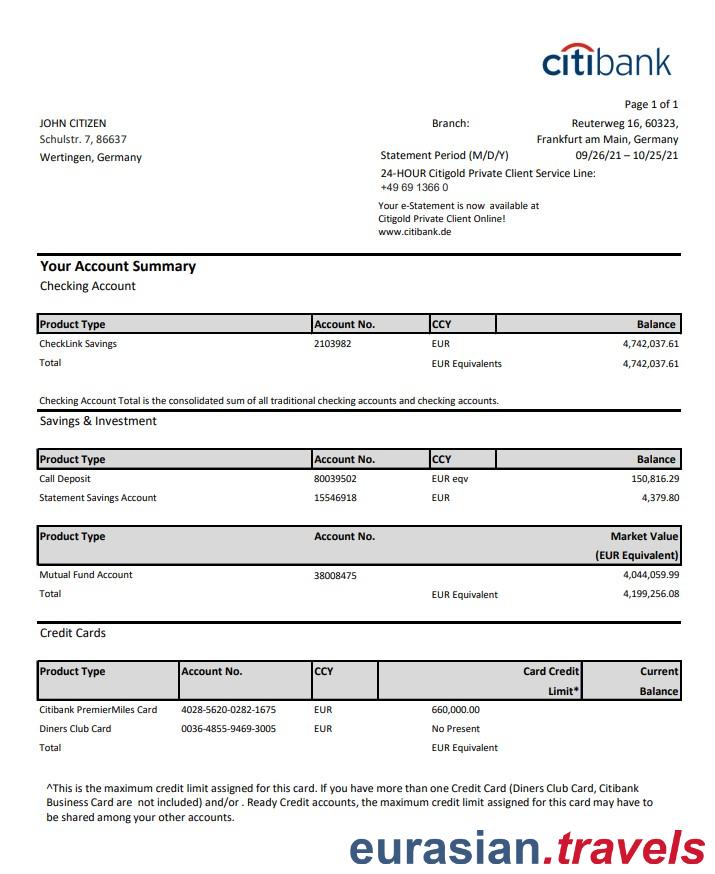 citibank
Page 1 of 1
JOHN CITIZEN
Schulstr. 7, 86637
Wertingen, Germany
Branch: Reuterweg 16, 60323,
Frankfurt am Main, Germany
Statement Period (M/D/Y) 09/26/21 – 10/25/21
24-HOUR Citigold Private Client Service Line:
+49 69 1366 0
Your e-Statement is now available at
Citigold Private Client Online!
www.citibank.de
Your Account Summary
Checking Account
Product Type Account No. CCY Balance
CheckLink Savings 2103982 EUR 4,742,037.61
Total EUR Equivalents 4,742,037.61
Checking Account Total is the consolidated sum of all traditional checking accounts and checking accounts.
Savings & Investment
Product Type Account No. CCY Balance
Call Deposit 80039502 EUR eqv 150,816.29
Statement Savings Account 15546918 EUR 4,379.80
Product Type Account No. Market Value
(EUR Equivalent)
Mutual Fund Account 38008475 4,044,059.99
Total EUR Equivalent 4,199,256.08
Credit Cards
Product Type Account No. CCY Card Credit Current
Limit* Balance
Citibank PremierMiles Card 4028-5620-0282-1675 EUR 660,000.00
Diners Club Card 0036-4855-9469-3005 EUR No Present
Total EUR Equivalent
^This is the maximum credit limit assigned for this card. If you have more than one Credit Card (Diners Club Card, Citibank
Business Card are not included) and/or . Ready Credit accounts, the maximum credit limit assigned for this card may have to
be shared among your other accounts.
eurasian.travels